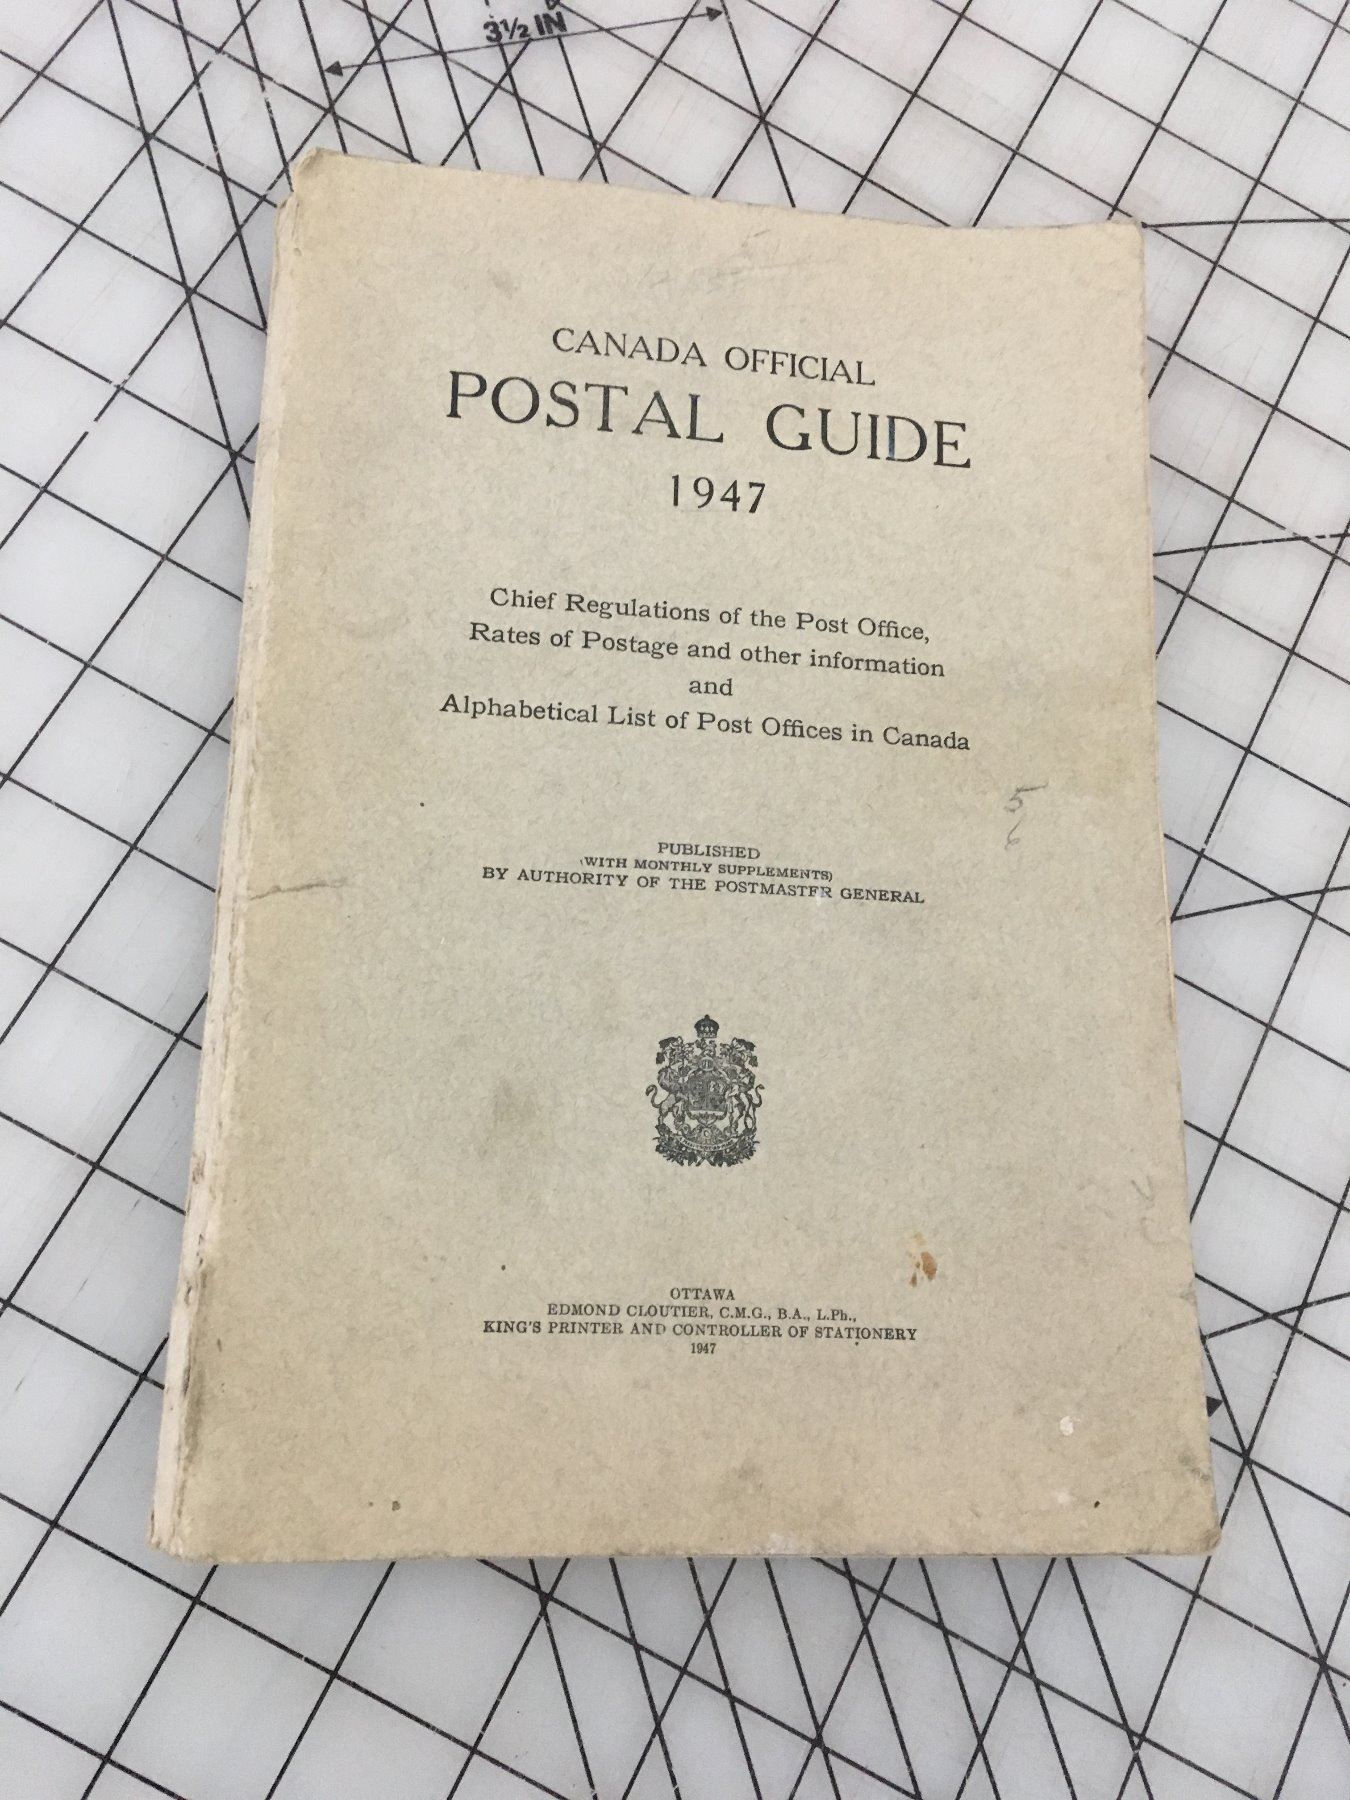 3½ IN
CANADA OFFICIAL
POSTAL GUIDE
1947
Chief Regulations of the Post Office,
Rates of Postage and other information
and
Alphabetical List of Post Offices in Canada
5
6
PUBLISHED
(WITH MONTHLY SUPPLEMENTS)
BY AUTHORITY OF THE POSTMASTER GENERAL
OTTAWA
EDMOND CLOUTIER, C.M.G., B.A., L.Ph.,
KING'S PRINTER AND CONTROLLER OF STATIONERY
1947